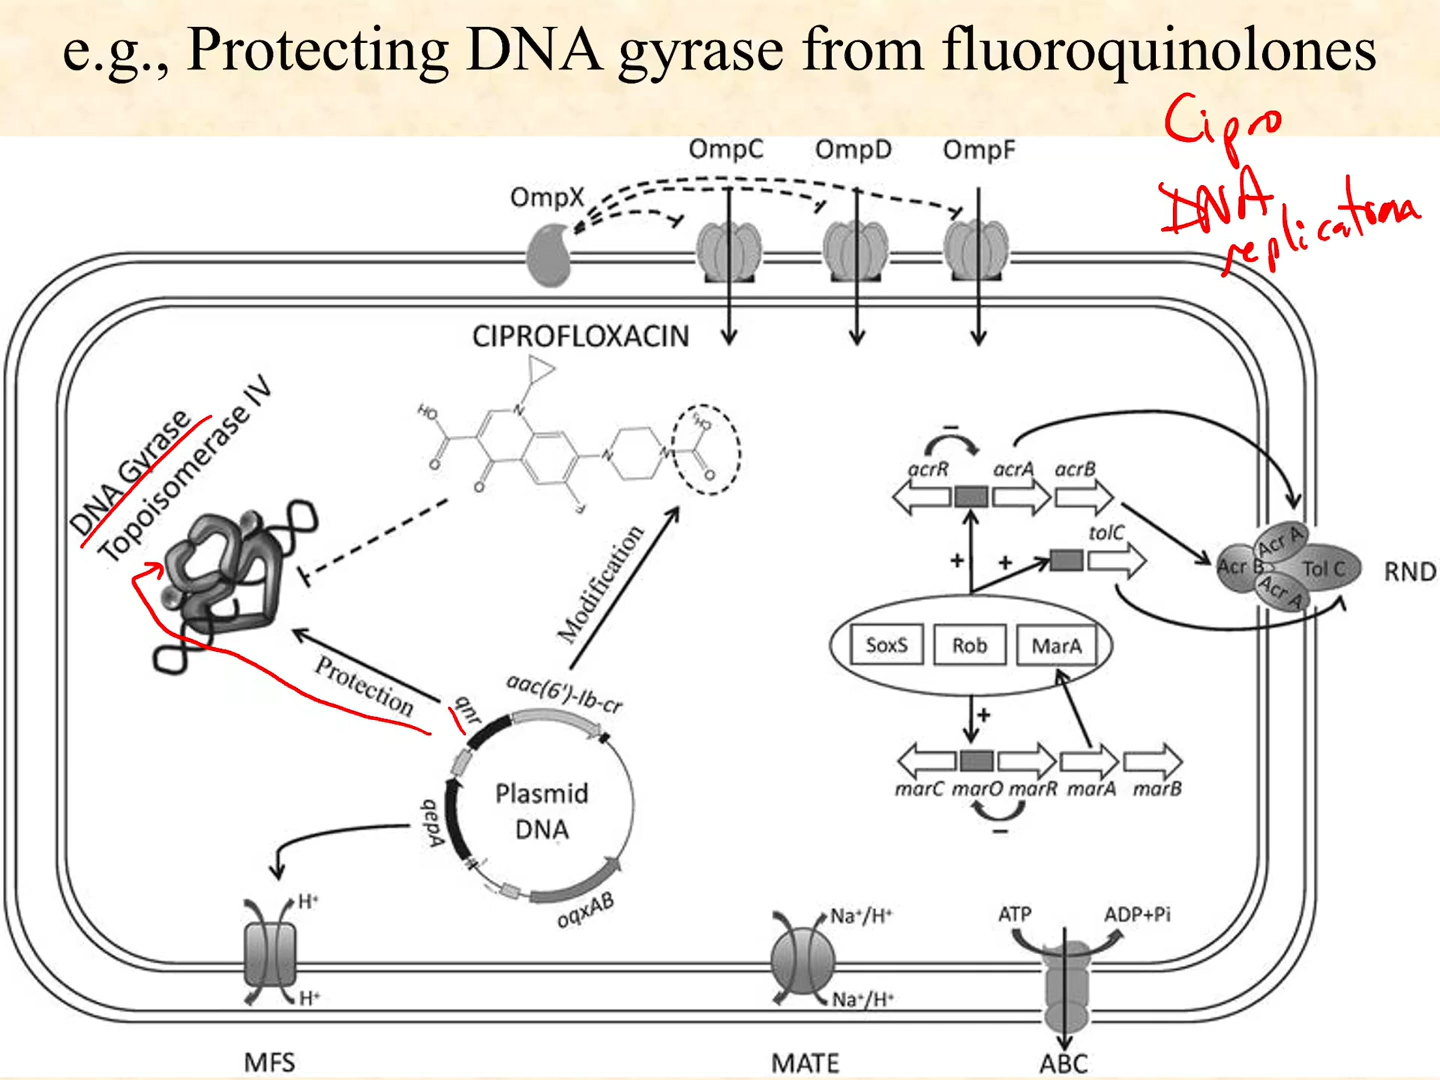 e.g., Protecting DNA gyrase from fluoroquinolones
Cipro
DNA
replication
OmpC
OmpD
OmpF
OmpX
CIPROFLOXACIN
HO
O
O
N
N
N
CH₃
O
F
DNA Gyrase
Topoisomerase IV
Modification
Protection
qnr
aac(6')-Ib-cr
qepA
oqxAB
Plasmid
DNA
−
acrR
acrA
acrB
tolC
+
+
Acr A
Acr B
Tol C
Acr A
RND
SoxS
Rob
MarA
+
marC
marO
marR
marA
marB
−
H⁺
H⁺
MFS
Na⁺/H⁺
Na⁺/H⁺
MATE
ATP
ADP+Pi
ABC